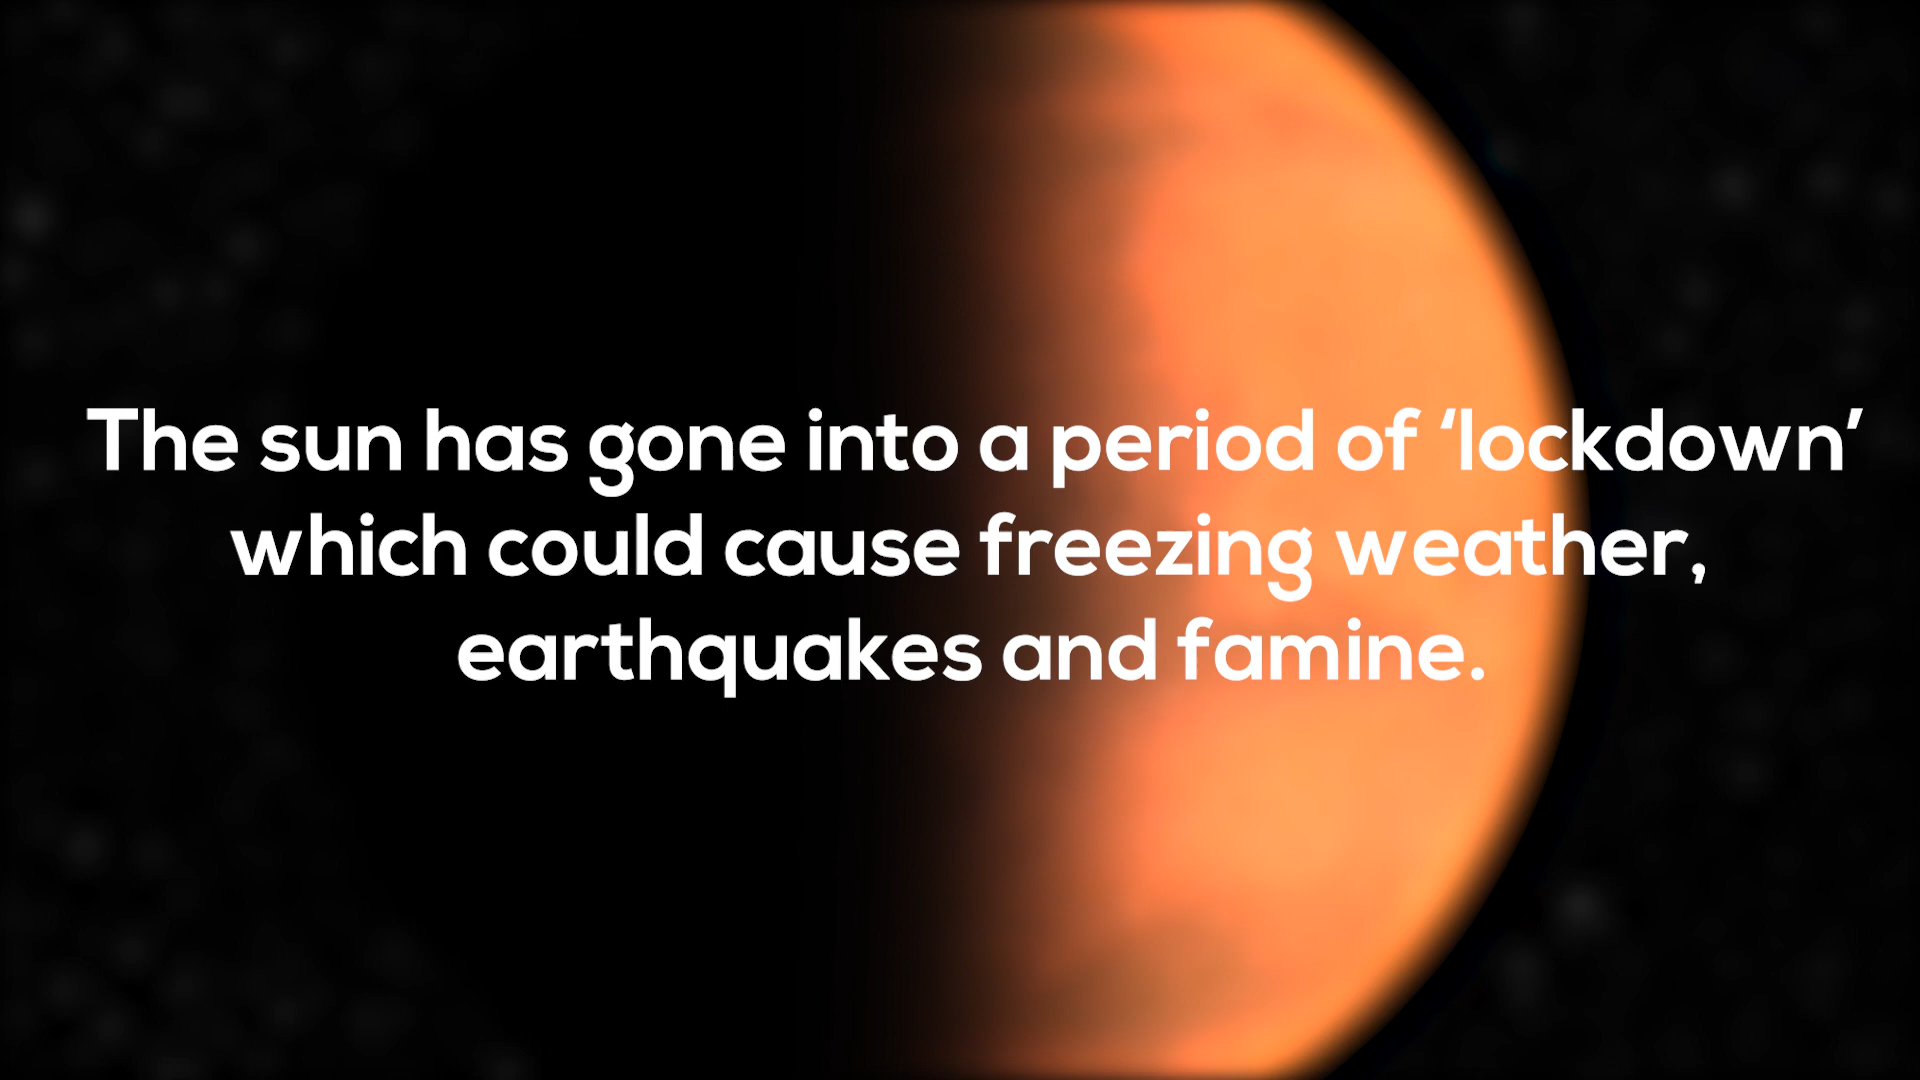 The sun has gone into a period of ‘lockdown’
which could cause freezing weather,
earthquakes and famine.